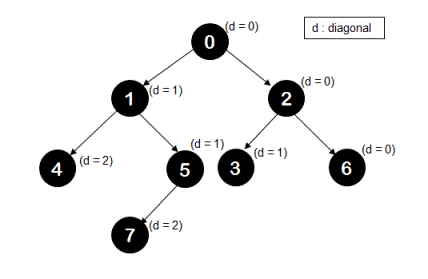 0 (d = 0)
d : diagonal
1 (d = 1)
2 (d = 0)
4 (d = 2)
5 (d = 1)
3 (d = 1)
6 (d = 0)
7 (d = 2)